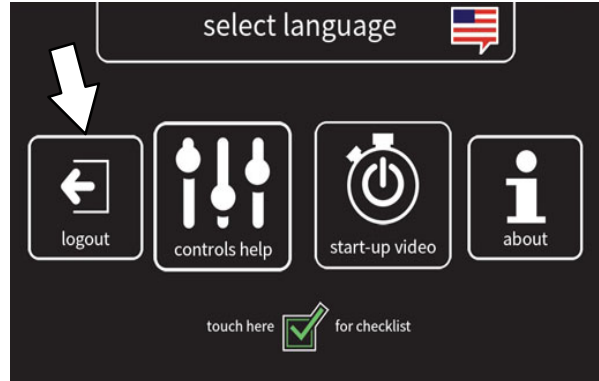 select language
logout
controls help
start-up video
about
touch here for checklist